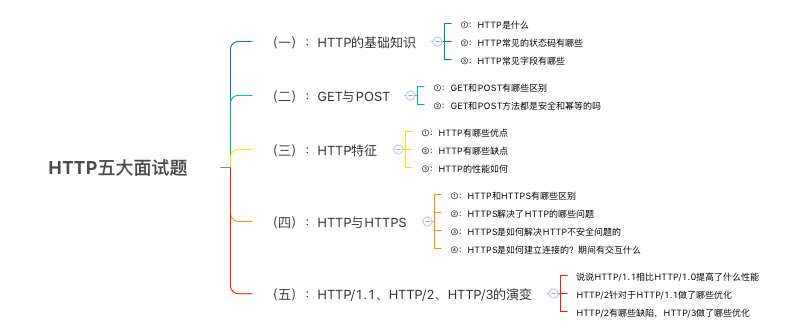 HTTP五大面试题
（一）：HTTP的基础知识
①：HTTP是什么
②：HTTP常见的状态码有哪些
③：HTTP常见字段有哪些
（二）：GET与POST
①：GET和POST有哪些区别
②：GET和POST方法都是安全和幂等的吗
（三）：HTTP特征
①：HTTP有哪些优点
②：HTTP有哪些缺点
③：HTTP的性能如何
（四）：HTTP与HTTPS
①：HTTP和HTTPS有哪些区别
②：HTTPS解决了HTTP的哪些问题
③：HTTPS是如何解决HTTP不安全问题的
④：HTTPS是如何建立连接的？期间有交互什么
（五）：HTTP/1.1、HTTP/2、HTTP/3的演变
说说HTTP/1.1相比HTTP/1.0提高了什么性能
HTTP/2针对于HTTP/1.1做了哪些优化
HTTP/2有哪些缺陷，HTTP/3做了哪些优化